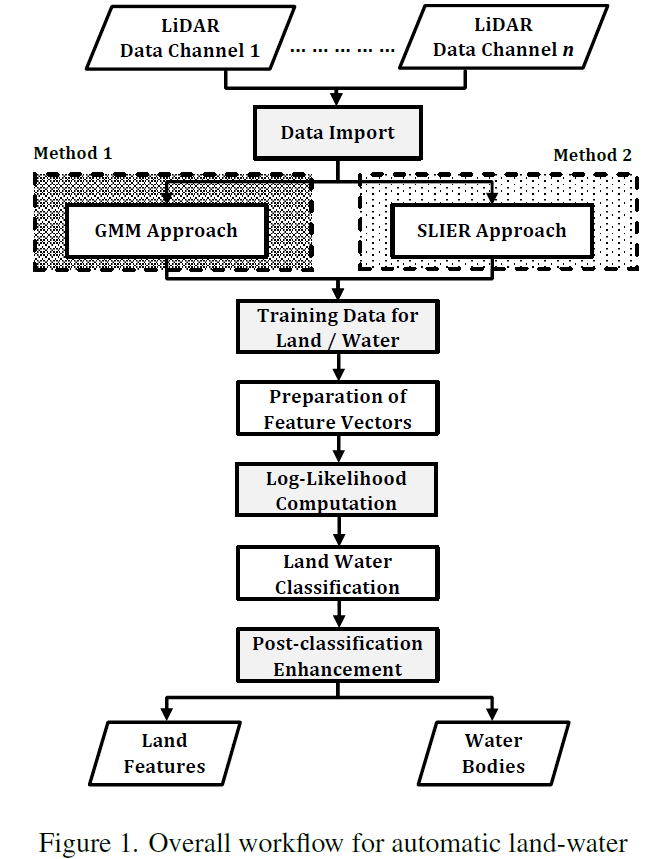 LiDAR
Data Channel 1
... ... ... ... ...
LiDAR
Data Channel n
Data Import
Method 1
Method 2
GMM Approach
SLIER Approach
Training Data for
Land / Water
Preparation of
Feature Vectors
Log-Likelihood
Computation
Land Water
Classification
Post-classification
Enhancement
Land
Features
Water
Bodies
Figure 1. Overall workflow for automatic land-water